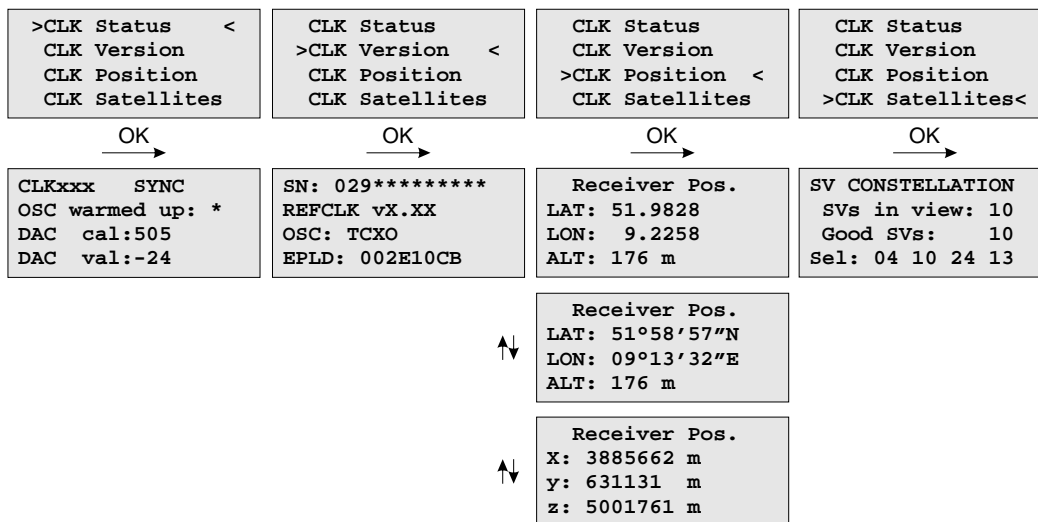 >CLK Status <
CLK Version
CLK Position
CLK Satellites
OK
CLKxxx SYNC
OSC warmed up: *
DAC cal:505
DAC val:-24
CLK Status
>CLK Version <
CLK Position
CLK Satellites
OK
SN: 029*********
REFCLK vX.XX
OSC: TCXO
EPLD: 002E10CB
CLK Status
CLK Version
>CLK Position <
CLK Satellites
OK
Receiver Pos.
LAT: 51.9828
LON: 9.2258
ALT: 176 m
Receiver Pos.
LAT: 51°58’57”N
LON: 09°13’32”E
ALT: 176 m
Receiver Pos.
X: 3885662 m
y: 631131 m
z: 5001761 m
CLK Status
CLK Version
CLK Position
>CLK Satellites<
OK
SV CONSTELLATION
SVs in view: 10
Good SVs: 10
Sel: 04 10 24 13